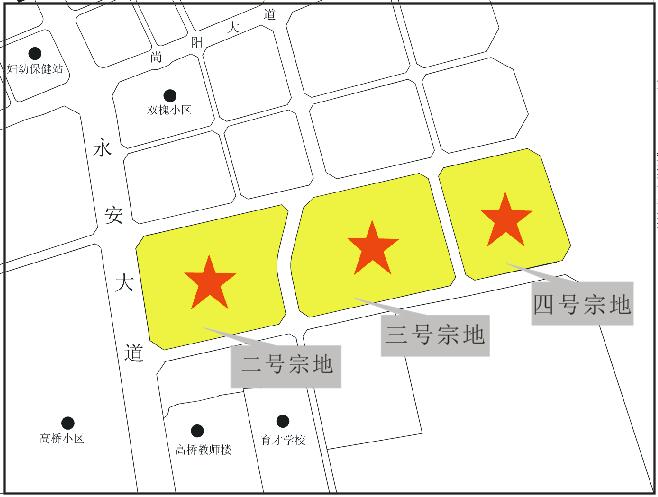 尚阳大道
妇幼保健站
双槐小区
永安大道
四号宗地
三号宗地
二号宗地
高桥小区
高桥教师楼
育才学校